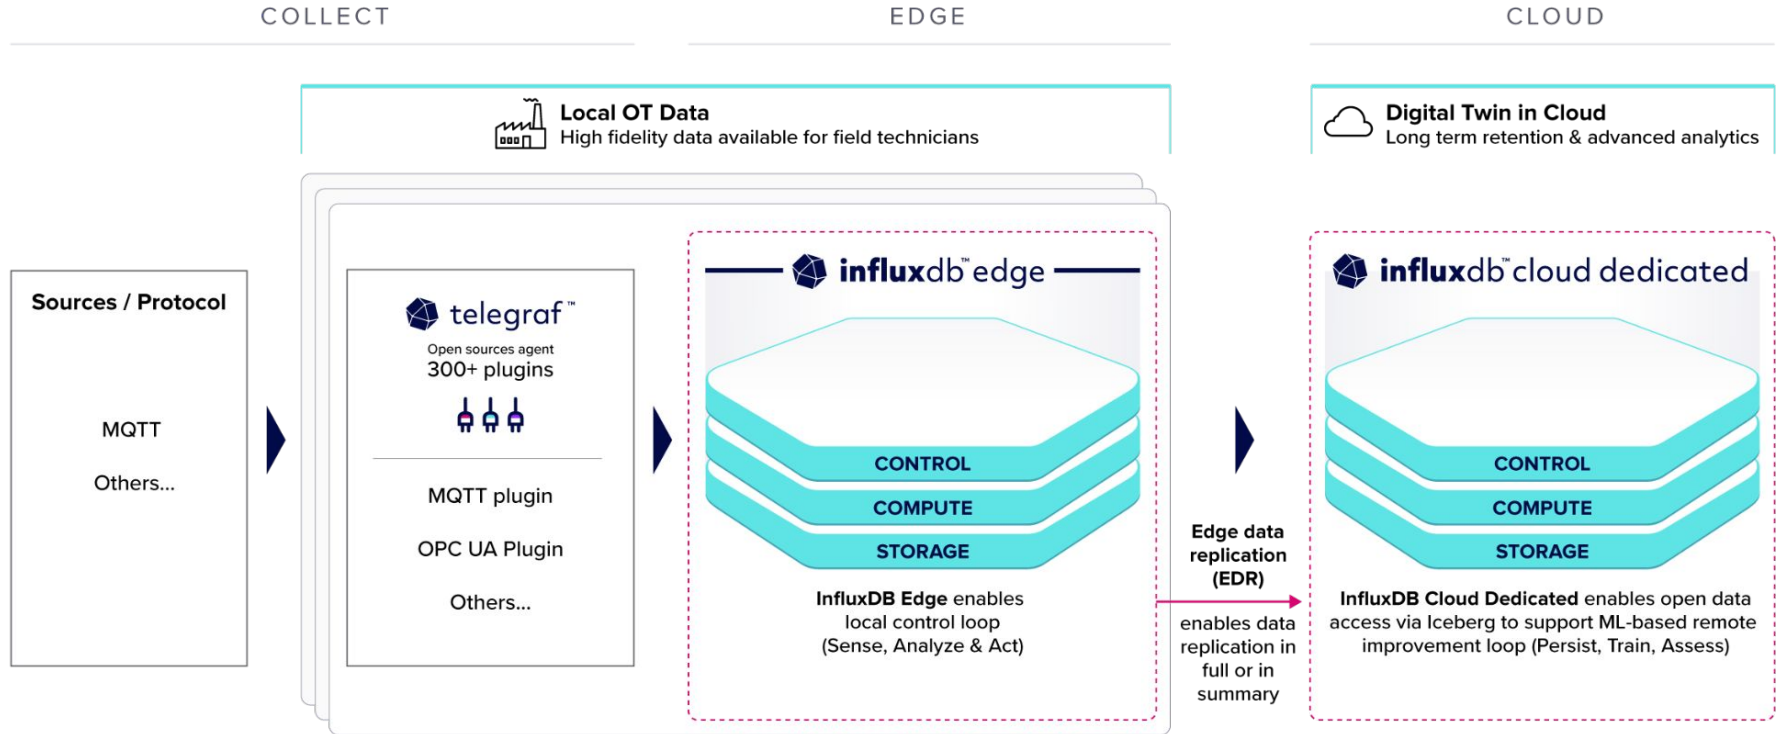 COLLECT
EDGE
CLOUD
Local OT Data
High fidelity data available for field technicians
Digital Twin in Cloud
Long term retention & advanced analytics
Sources / Protocol
MQTT
Others...
telegraf™
Open sources agent
300+ plugins
MQTT plugin
OPC UA Plugin
Others...
influxdb™ edge
CONTROL
COMPUTE
STORAGE
InfluxDB Edge enables
local control loop
(Sense, Analyze & Act)
Edge data
replication
(EDR)
enables data
replication in
full or in
summary
influxdb™ cloud dedicated
CONTROL
COMPUTE
STORAGE
InfluxDB Cloud Dedicated enables open data
access via Iceberg to support ML-based remote
improvement loop (Persist, Train, Assess)